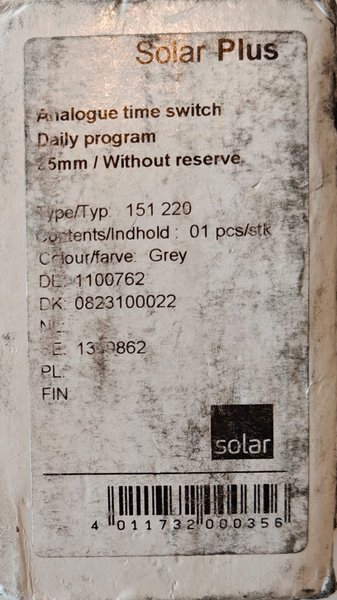 Solar Plus
Analogue time switch
Daily program
/ Without reserve
Type/Typ: 151 220
Contents/Indhold : 01 pcs/stk
Colour/farve: Grey
DE: 1100762
DK: 0823100022
PL:
FIN
solar
4 011732 000356